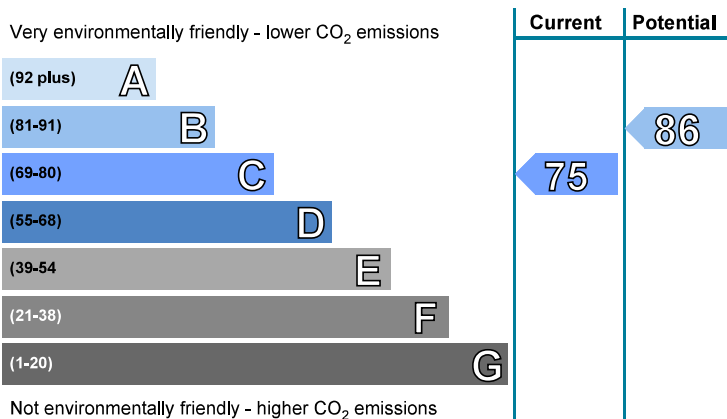 Current Potential
Very environmentally friendly - lower CO2 emissions
(92 plus) A
(81-91) B 86
(69-80) C 75
(55-68) D
(39-54 E
(21-38) F
(1-20) G
Not environmentally friendly - higher CO2 emissions